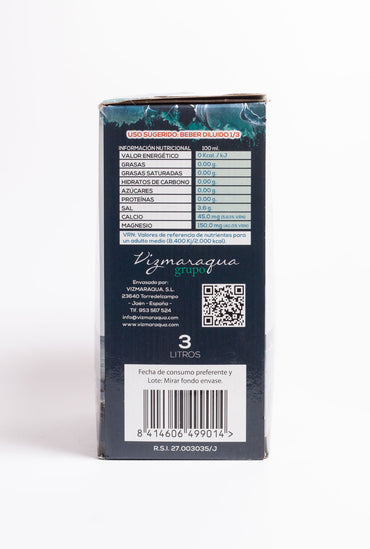 USO SUGERIDO: BEBER DILUIDO 1/3
INFORMACIÓN NUTRICIONAL 100 ml.
VALOR ENERGÉTICO 0 Kcal / kJ
GRASAS 0.00 g.
GRASAS SATURADAS 0.00 g.
HIDRATOS DE CARBONO 0.00 g.
AZÚCARES 0.00 g.
PROTEÍNAS 0.00 g.
SAL 3.6 g.
CALCIO 45.0 mg
MAGNESIO 150.0 mg
VRN: Valores de referencia de nutrientes para
un adulto medio (8.400 Kj/2.000 kcal).
Vizmaraqua
grupo
Envasado por:
VIZMARAQUA, S.L.
23640 Torredelcampo
- Jaén - España -
Tlf. 953 567 524
info@vizmaraqua.com
www.vizmaraqua.com
3
LITROS
Fecha de consumo preferente y
Lote: Mirar fondo envase.
8 414606 499014 >
R.S.I. 27.003035/J